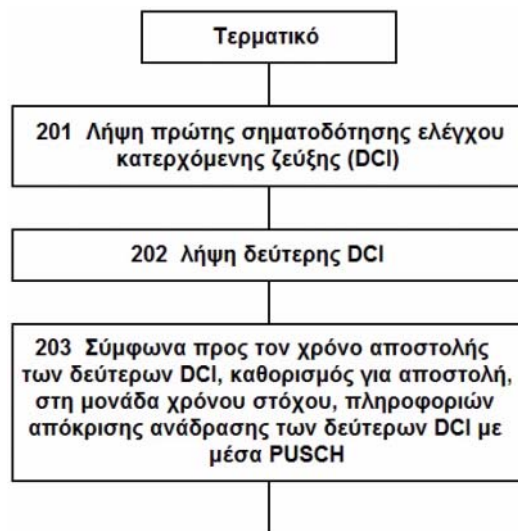 Τερματικό
201 Λήψη πρώτης σηματοδότησης ελέγχου
κατερχόμενης ζεύξης (DCI)
202 λήψη δεύτερης DCI
203 Σύμφωνα προς τον χρόνο αποστολής
των δεύτερων DCI, καθορισμός για αποστολή,
στη μονάδα χρόνου στόχου, πληροφοριών
απόκρισης ανάδρασης των δεύτερων DCI με
μέσα PUSCH